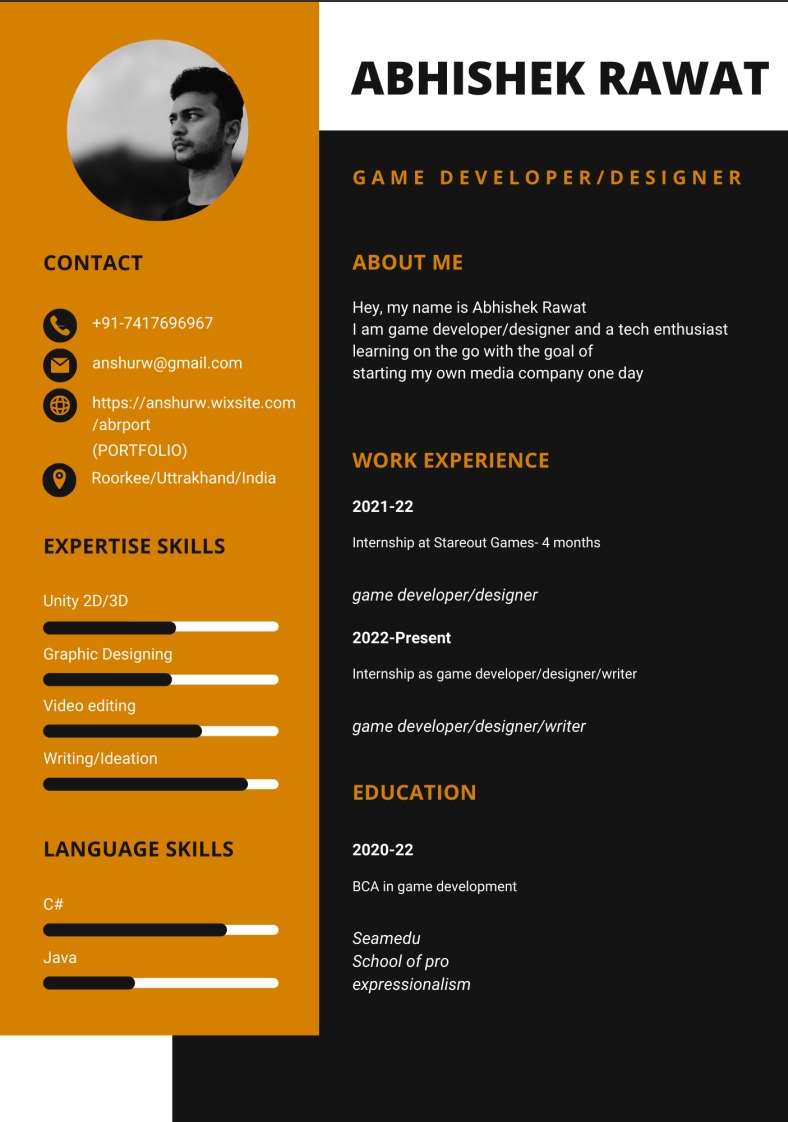 ABHISHEK RAWAT
GAME DEVELOPER/DESIGNER
CONTACT
+91-7417696967
anshurw@gmail.com
https://anshurw.wixsite.com
/abrport
(PORTFOLIO)
Roorkee/Uttrakhand/India
EXPERTISE SKILLS
Unity 2D/3D
Graphic Designing
Video editing
Writing/Ideation
LANGUAGE SKILLS
C#
Java
ABOUT ME
Hey, my name is Abhishek Rawat
I am game developer/designer and a tech enthusiast
learning on the go with the goal of
starting my own media company one day
WORK EXPERIENCE
2021-22
Internship at Stareout Games- 4 months
game developer/designer
2022-Present
Internship as game developer/designer/writer
game developer/designer/writer
EDUCATION
2020-22
BCA in game development
Seamedu
School of pro
expressionalism